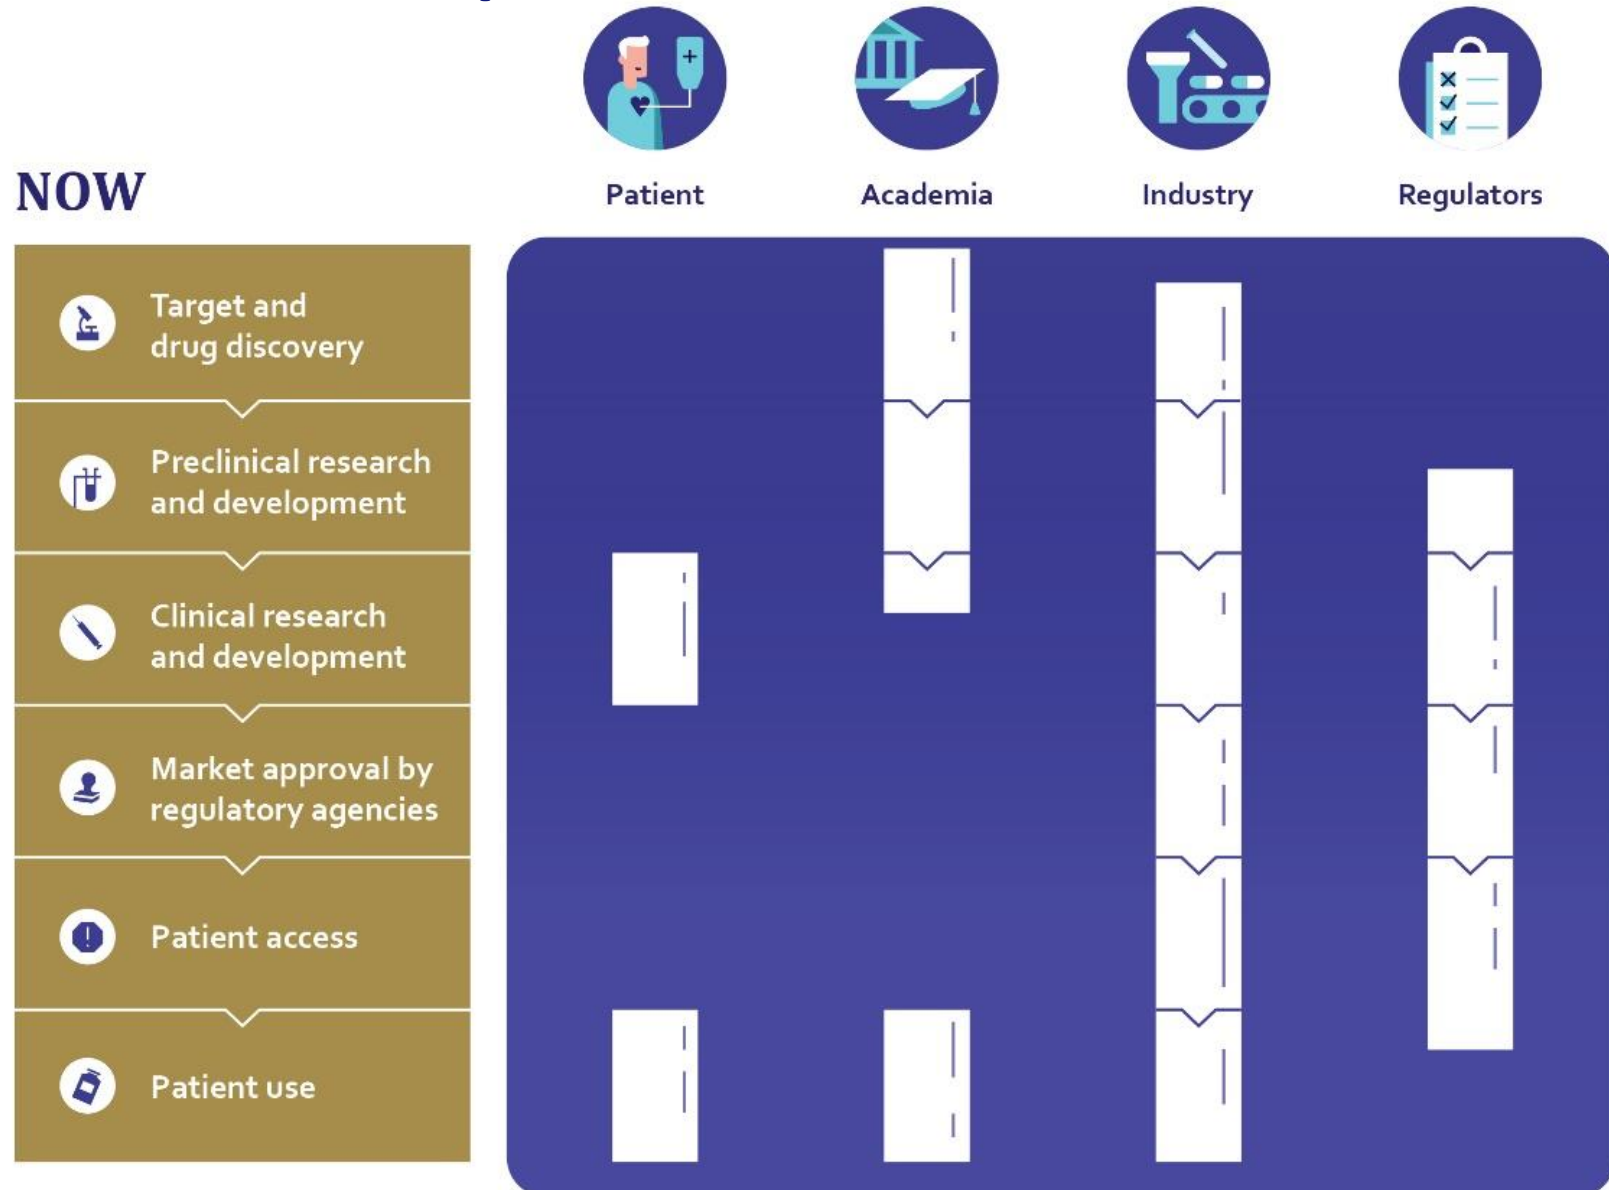 Patient
Academia
Industry
Regulators
NOW
Target and
drug discovery
Preclinical research
and development
Clinical research
and development
Market approval by
regulatory agencies
Patient access
Patient use